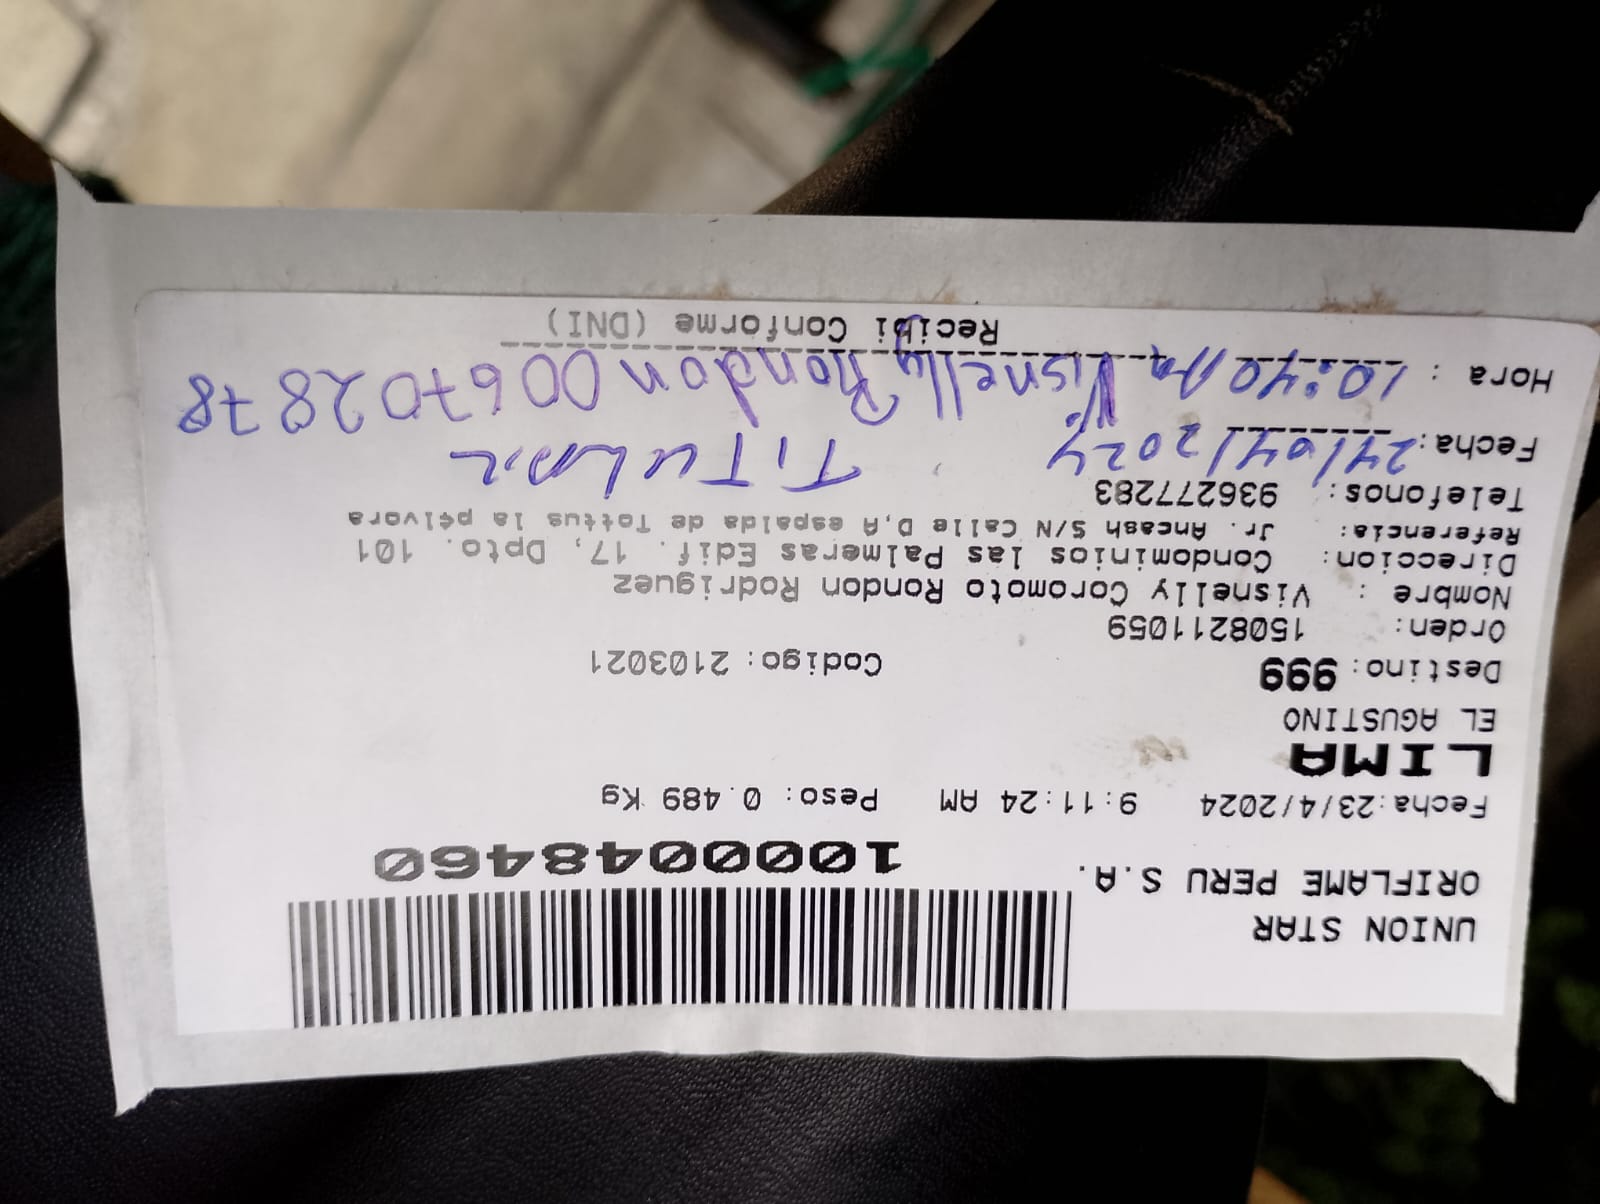 UNION STAR
ORIFLAME PERU S.A.
1000048460
Fecha:23/4/2024 9:11:24 AM Peso: 0.489 Kg
LIMA
EL AGUSTINO
Destino: 999 Codigo: 2103021
Orden: 1508211059
Nombre : Visnelly Coromoto Rondon Rodriguez
Direccion: Condominios las Palmeras Edif. 17, Dpto. 101
Referencia: Jr. Ancash S/N Calle D,A espalda de Tottus la pólvora
Telefonos: 936277283
Fecha: 24/04/2024 TITULAR
Hora : 10:40 Am Visnelly Rondon 006702878
Recibi Conforme (DNI)